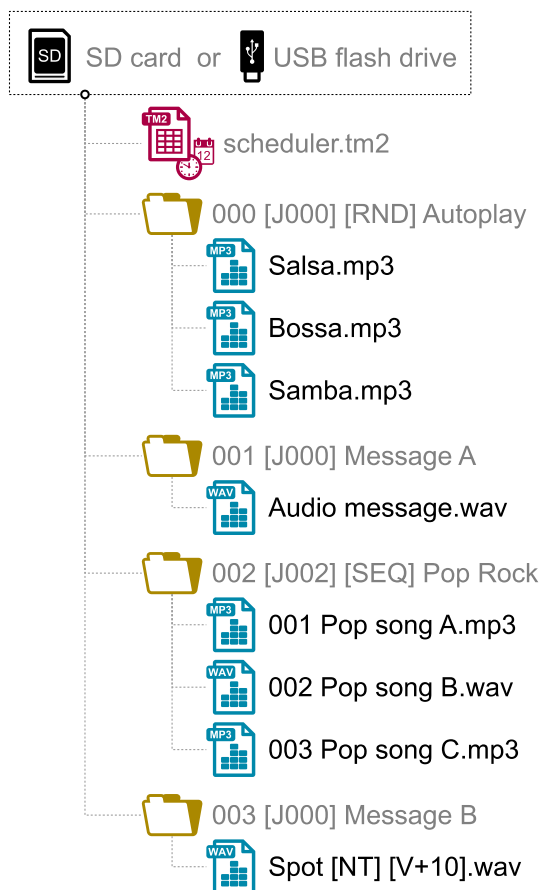 SD SD card or USB flash drive
TM2
12
scheduler.tm2
000 [J000] [RND] Autoplay
MP3
Salsa.mp3
MP3
Bossa.mp3
MP3
Samba.mp3
001 [J000] Message A
WAV
Audio message.wav
002 [J002] [SEQ] Pop Rock
MP3
001 Pop song A.mp3
WAV
002 Pop song B.wav
MP3
003 Pop song C.mp3
003 [J000] Message B
WAV
Spot [NT] [V+10].wav